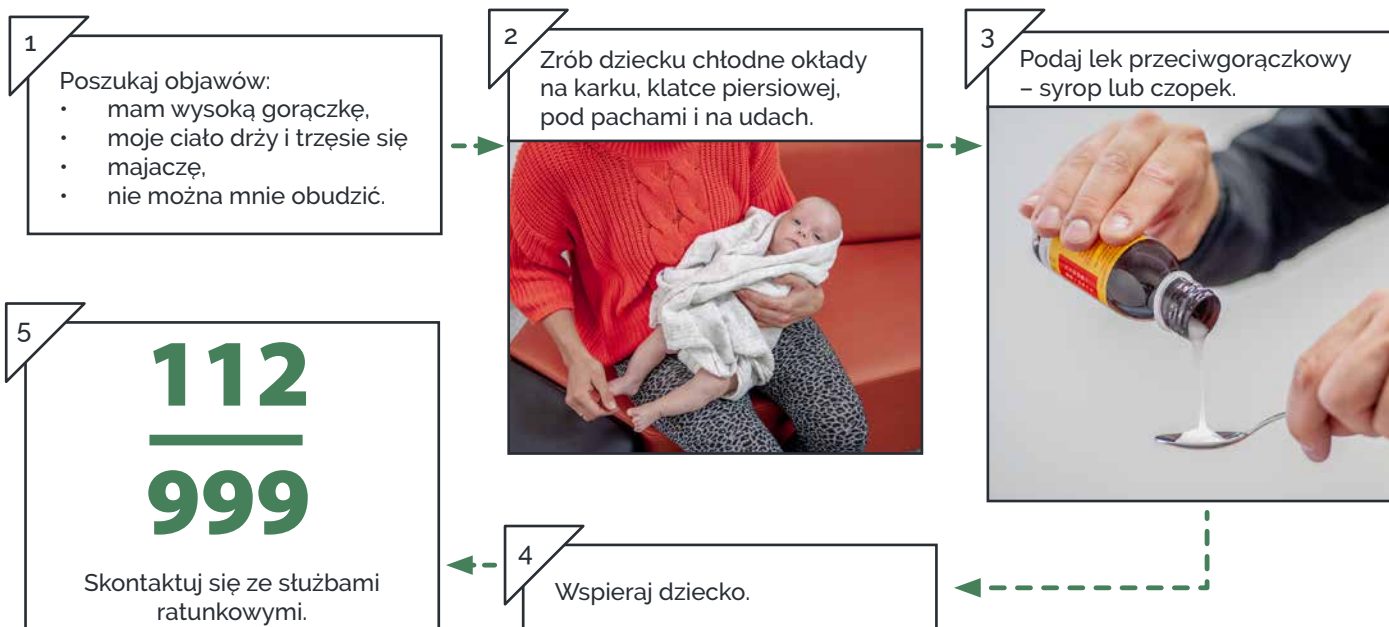 1
Poszukaj objawów:
• mam wysoką gorączkę,
• moje ciało drży i trzęsie się
• majaczę,
• nie można mnie obudzić.
2
Zrób dziecku chłodne okłady
na karku, klatce piersiowej,
pod pachami i na udach.
3
Podaj lek przeciwgorączkowy
– syrop lub czopek.
4
Wspieraj dziecko.
5
112
999
Skontaktuj się ze służbami
ratunkowymi.